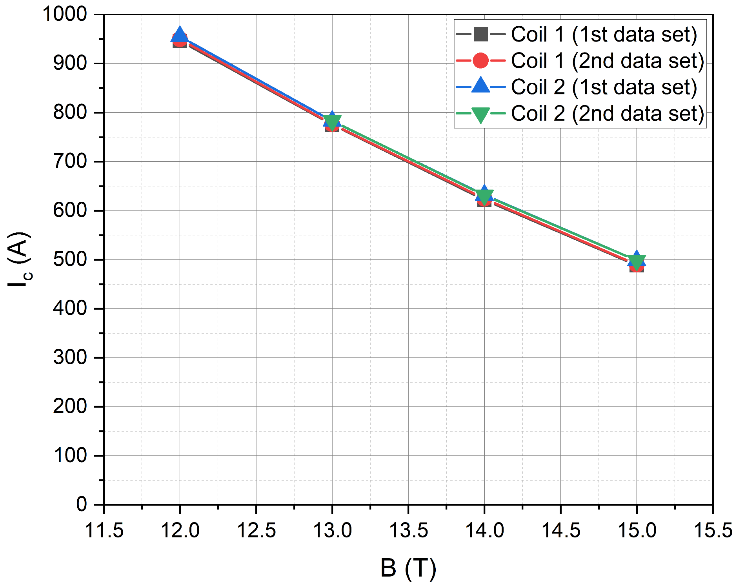 1000
900
800
700
600
500
400
300
200
100
0
I_c (A)
Coil 1 (1st data set)
Coil 1 (2nd data set)
Coil 2 (1st data set)
Coil 2 (2nd data set)
11.5 12.0 12.5 13.0 13.5 14.0 14.5 15.0 15.5
B (T)